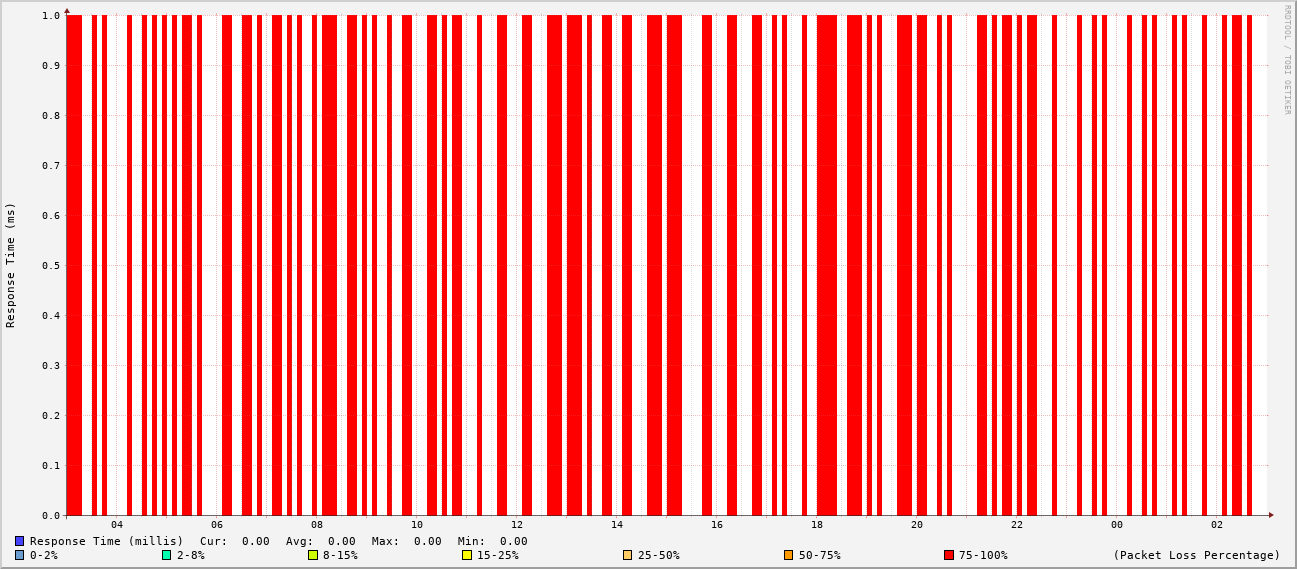 RRDTOOL / TOBI OETIKER
Response Time (ms)
1.0
0.9
0.8
0.7
0.6
0.5
0.4
0.3
0.2
0.1
0.0
04 06 08 10 12 14 16 18 20 22 00 02
Response Time (millis) Cur: 0.00 Avg: 0.00 Max: 0.00 Min: 0.00
0-2% 2-8% 8-15% 15-25% 25-50% 50-75% 75-100% (Packet Loss Percentage)